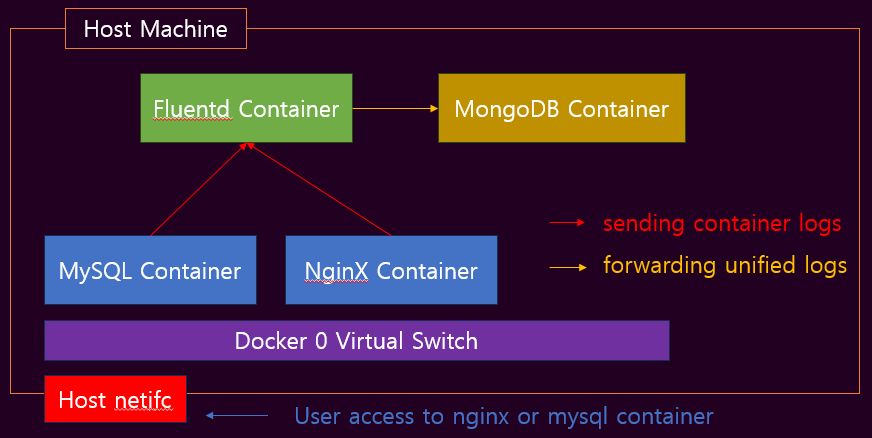 Host Machine
Fluentd Container
MongoDB Container
sending container logs
MySQL Container
NginX Container
forwarding unified logs
Docker 0 Virtual Switch
Host netifc
User access to nginx or mysql container